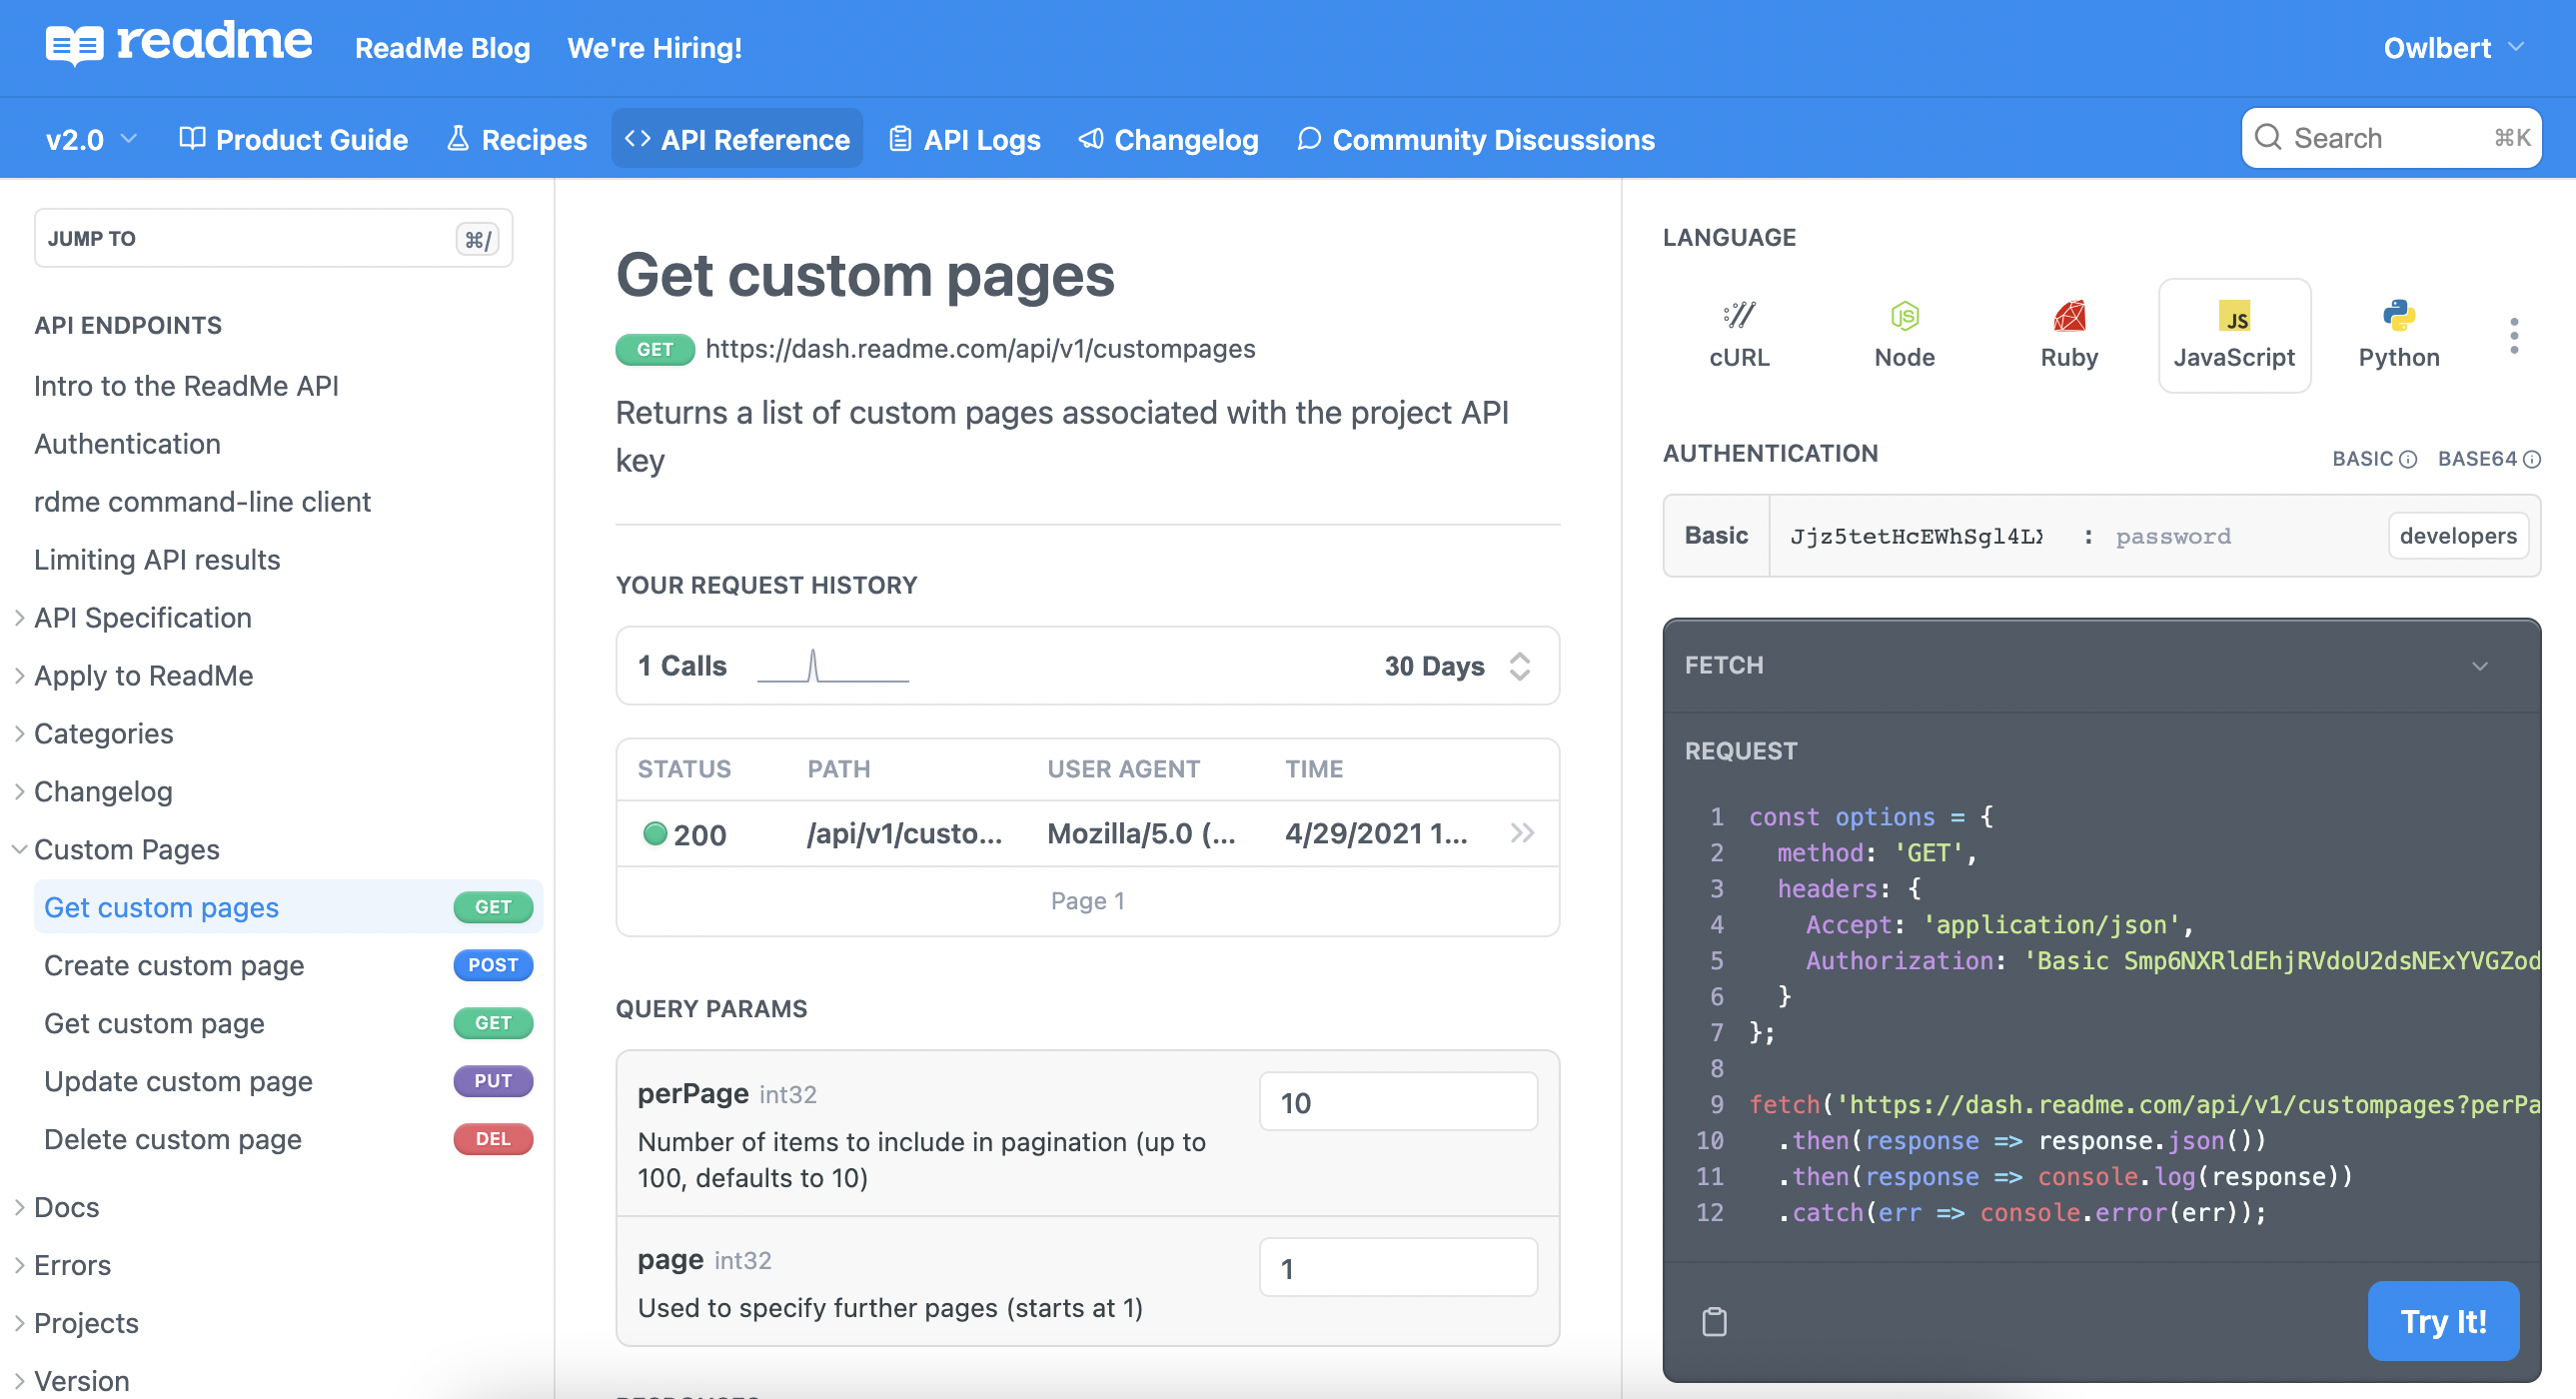 readme ReadMe Blog We're Hiring! Owlbert
v2.0 Product Guide Recipes <> API Reference API Logs Changelog Community Discussions Search ⌘K
JUMP TO ⌘/
API ENDPOINTS
Intro to the ReadMe API
Authentication
rdme command-line client
Limiting API results
API Specification
Apply to ReadMe
Categories
Changelog
Custom Pages
Get custom pages GET
Create custom page POST
Get custom page GET
Update custom page PUT
Delete custom page DEL
Docs
Errors
Projects
Version
Get custom pages
GET https://dash.readme.com/api/v1/custompages
Returns a list of custom pages associated with the project API
key
YOUR REQUEST HISTORY
1 Calls 30 Days
STATUS PATH USER AGENT TIME
200 /api/v1/custo... Mozilla/5.0 (... 4/29/2021 1...
Page 1
QUERY PARAMS
perPage int32 10
Number of items to include in pagination (up to
100, defaults to 10)
page int32 1
Used to specify further pages (starts at 1)
LANGUAGE
cURL Node JS Ruby JavaScript JS Python
AUTHENTICATION BASIC BASE64
Basic Jjz5tetHcEWhSgl4L : password developers
FETCH
REQUEST
1 const options = {
2 method: 'GET',
3 headers: {
4 Accept: 'application/json',
5 Authorization: 'Basic Smp6NXRldEhjRVdoU2dsNExYVGZod
6 }
7 };
8
9 fetch('https://dash.readme.com/api/v1/custompages?perPa
10 .then(response => response.json())
11 .then(response => console.log(response))
12 .catch(err => console.error(err));
Try It!